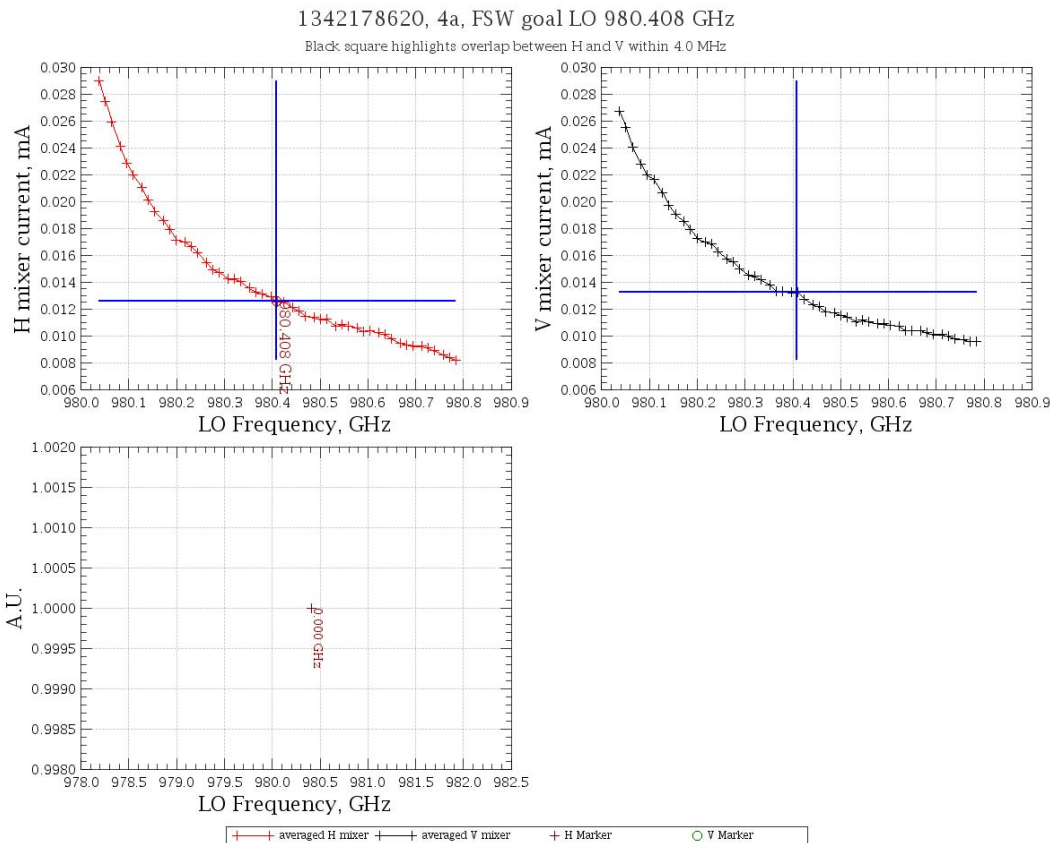 1342178620, 4a, FSW goal LO 980.408 GHz
Black square highlights overlap between H and V within 4.0 MHz
H mixer current, mA
0.030
0.028
0.026
0.024
0.022
0.020
0.018
0.016
0.014
0.012
0.010
0.008
0.006
980.408 GHz
980.0 980.1 980.2 980.3 980.4 980.5 980.6 980.7 980.8 980.9
LO Frequency, GHz
V mixer current, mA
0.030
0.028
0.026
0.024
0.022
0.020
0.018
0.016
0.014
0.012
0.010
0.008
0.006
980.0 980.1 980.2 980.3 980.4 980.5 980.6 980.7 980.8 980.9
LO Frequency, GHz
A.U.
1.0020
1.0015
1.0010
1.0005
1.0000
0.9995
0.9990
0.9985
0.9980
0.000 GHz
978.0 978.5 979.0 979.5 980.0 980.5 981.0 981.5 982.0 982.5
LO Frequency, GHz
averaged H mixer averaged V mixer H Marker V Marker